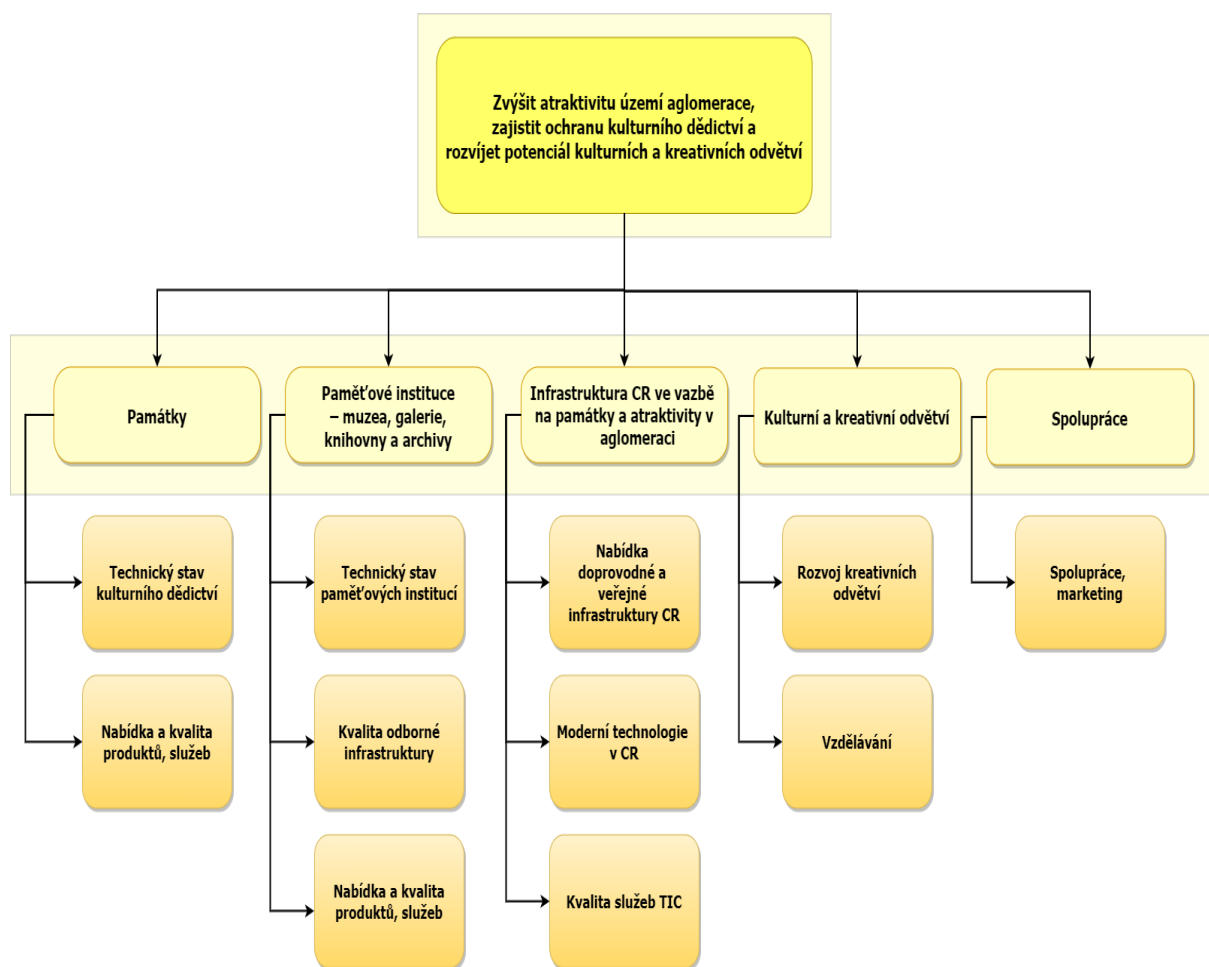 Zvýšit atraktivitu území aglomerace,
zajistit ochranu kulturního dědictví a
rozvíjet potenciál kulturních a kreativních odvětví
Památky
Paměťové instituce
– muzea, galerie,
knihovny a archivy
Infrastruktura CR ve vazbě
na památky a atraktivity v
aglomeraci
Kulturní a kreativní odvětví
Spolupráce
Technický stav
kulturního dědictví
Technický stav
paměťových institucí
Nabídka
doprovodné a
veřejné
infrastruktury CR
Rozvoj kreativních
odvětví
Spolupráce,
marketing
Nabídka a kvalita
produktů, služeb
Kvalita odborné
infrastruktury
Moderní technologie
v CR
Vzdělávání
Nabídka a kvalita
produktů, služeb
Kvalita služeb TIC